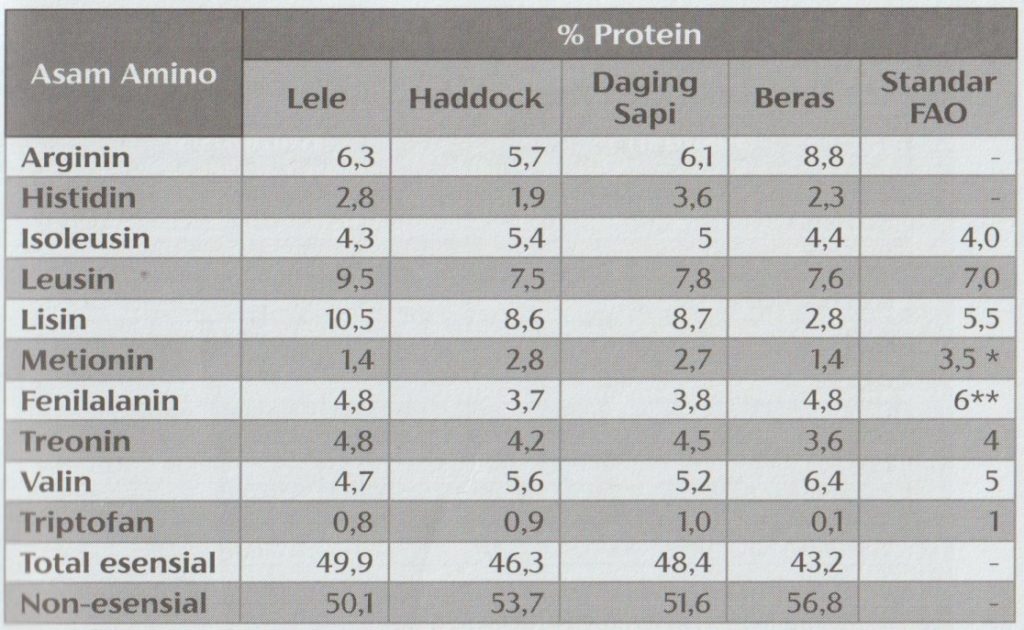 Asam Amino % Protein
Lele Haddock Daging Sapi Beras Standar FAO
Arginin 6,3 5,7 6,1 8,8 -
Histidin 2,8 1,9 3,6 2,3 -
Isoleusin 4,3 5,4 5 4,4 4,0
Leusin 9,5 7,5 7,8 7,6 7,0
Lisin 10,5 8,6 8,7 2,8 5,5
Metionin 1,4 2,8 2,7 1,4 3,5 *
Fenilalanin 4,8 3,7 3,8 4,8 6**
Treonin 4,8 4,2 4,5 3,6 4
Valin 4,7 5,6 5,2 6,4 5
Triptofan 0,8 0,9 1,0 0,1 1
Total esensial 49,9 46,3 48,4 43,2 -
Non-esensial 50,1 53,7 51,6 56,8 -